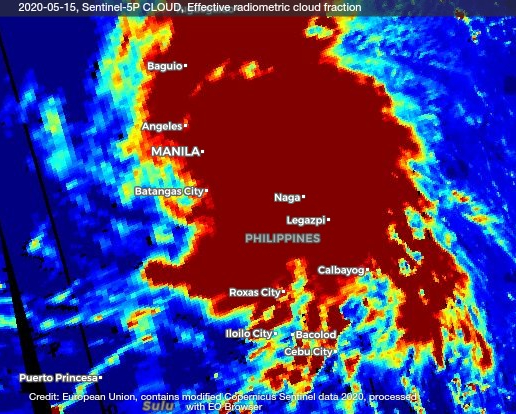 2020-05-15, Sentinel-5P CLOUD, Effective radiometric cloud fraction
Baguio
Angeles
MANILA
Batangas City
Naga
Legazpi
PHILIPPINES
Calbayog
Roxas City
Iloilo City
Bacolod
Cebu City
Puerto Princesa
Credit: European Union, contains modified Copernicus Sentinel data 2020, processed
with EO Browser
Sulu